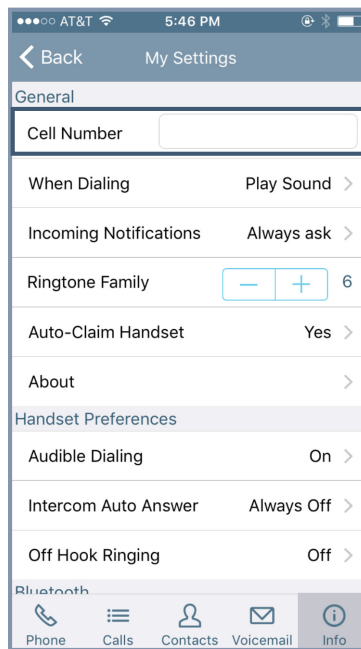 AT&T 5:46 PM
Back My Settings
General
Cell Number
When Dialing Play Sound
Incoming Notifications Always ask
Ringtone Family − + 6
Auto-Claim Handset Yes
About
Handset Preferences
Audible Dialing On
Intercom Auto Answer Always Off
Off Hook Ringing Off
Bluetooth
Phone Calls Contacts Voicemail Info